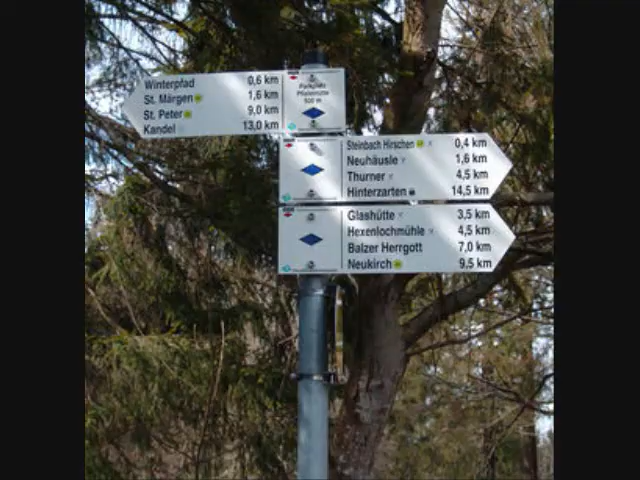 Winterpfad 0,6 km
St. Märgen 1,6 km
St. Peter 9,0 km
Kandel 13,0 km
Parkplatz
Steinbach Hirschen 0,4 km
Neuhäusle 1,6 km
Thurner 4,5 km
Hinterzarten 14,5 km
Glashütte 3,5 km
Hexenlochmühle 4,5 km
Balzer Herrgott 7,0 km
Neukirch 9,5 km